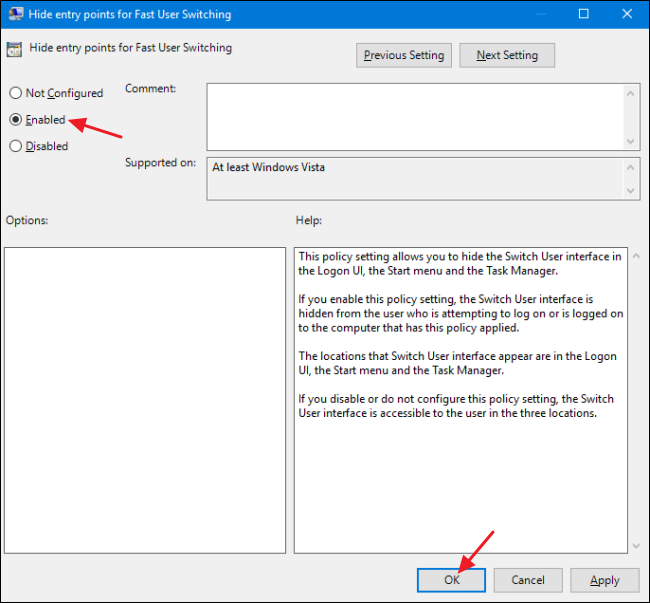 Hide entry points for Fast User Switching
Hide entry points for Fast User Switching
Previous Setting
Next Setting
Not Configured
Comment:
Enabled
Disabled
Supported on:
At least Windows Vista
Options:
Help:
This policy setting allows you to hide the Switch User interface in
the Logon UI, the Start menu and the Task Manager.
If you enable this policy setting, the Switch User interface is
hidden from the user who is attempting to log on or is logged on
to the computer that has this policy applied.
The locations that Switch User interface appear are in the Logon
UI, the Start menu and the Task Manager.
If you disable or do not configure this policy setting, the Switch
User interface is accessible to the user in the three locations.
OK
Cancel
Apply